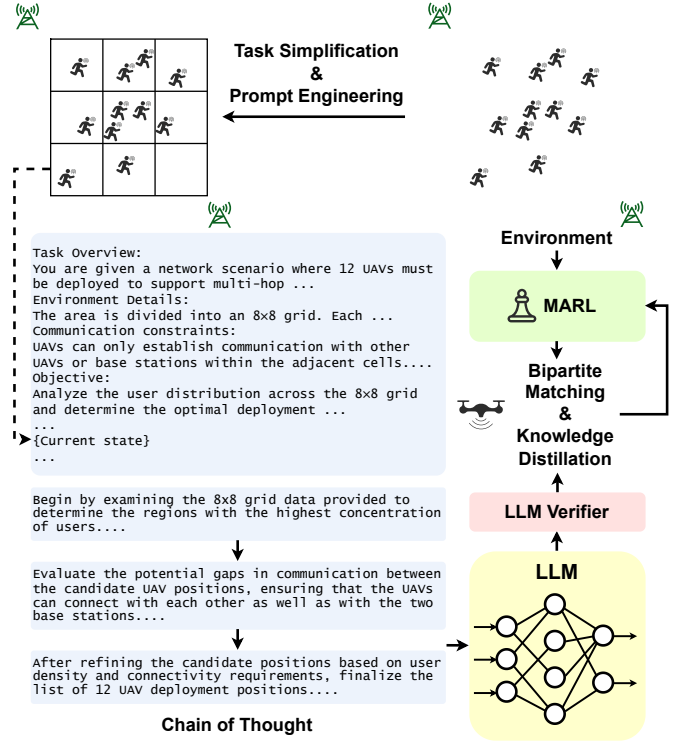 Task Simplification
&
Prompt Engineering
Task Overview:
You are given a network scenario where 12 UAVs must
be deployed to support multi-hop ...
Environment Details:
The area is divided into an 8×8 grid. Each ...
Communication constraints:
UAVs can only establish communication with other
UAVs or base stations within the adjacent cells....
Objective:
Analyze the user distribution across the 8×8 grid
and determine the optimal deployment ...
...
{Current state}
...
Begin by examining the 8x8 grid data provided to
determine the regions with the highest concentration
of users....
Evaluate the potential gaps in communication between
the candidate UAV positions, ensuring that the UAVs
can connect with each other as well as with the two
base stations....
After refining the candidate positions based on user
density and connectivity requirements, finalize the
list of 12 UAV deployment positions....
Chain of Thought
Environment
MARL
Bipartite
Matching
&
Knowledge
Distillation
LLM Verifier
LLM